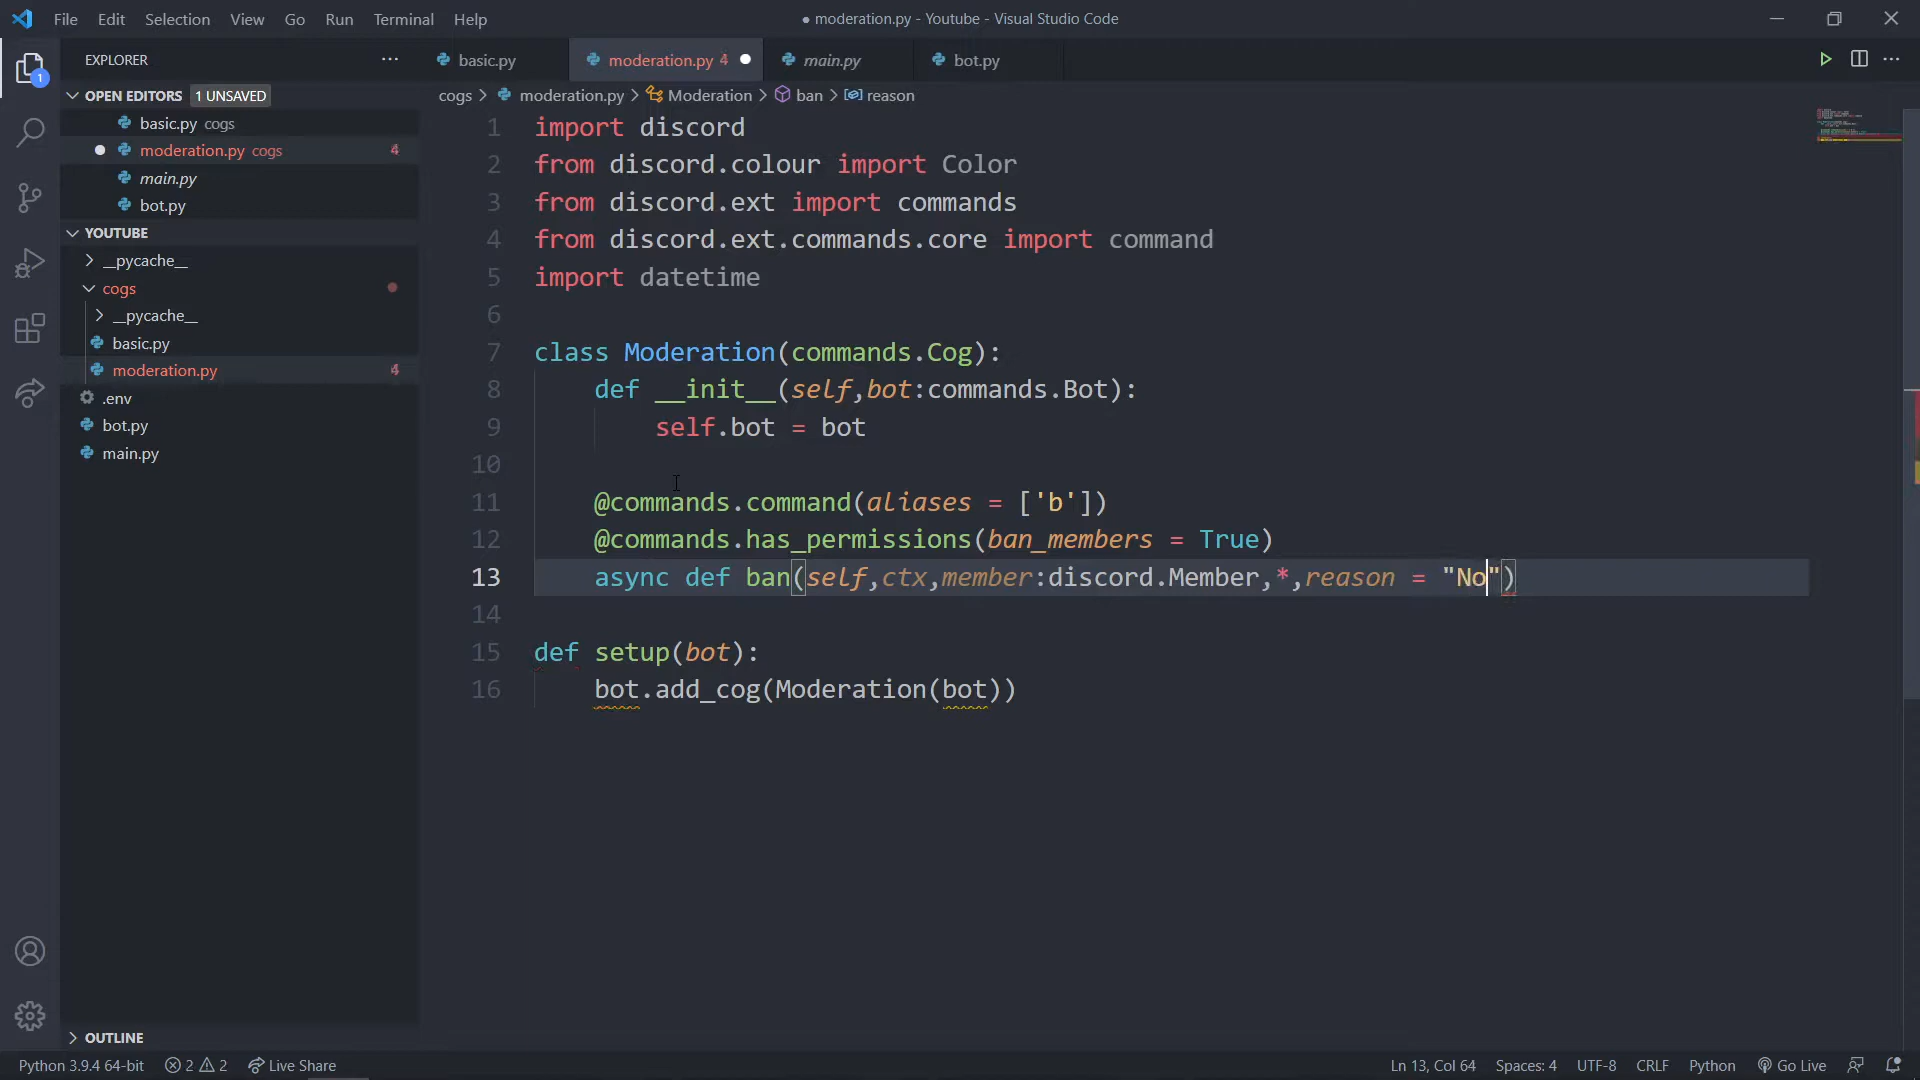 File Edit Selection View Go Run Terminal Help
● moderation.py - Youtube - Visual Studio Code
EXPLORER
basic.py
moderation.py 4
main.py
bot.py
OPEN EDITORS 1 UNSAVED
basic.py cogs
moderation.py cogs 4
main.py
bot.py
YOUTUBE
__pycache__
cogs
__pycache__
basic.py
moderation.py 4
.env
bot.py
main.py
OUTLINE
1
cogs > moderation.py > Moderation > ban > reason
1 import discord
2 from discord.colour import Color
3 from discord.ext import commands
4 from discord.ext.commands.core import command
5 import datetime
6
7 class Moderation(commands.Cog):
8 def __init__(self,bot:commands.Bot):
9 self.bot = bot
10
11 @commands.command(aliases = ['b'])
12 @commands.has_permissions(ban_members = True)
13 async def ban(self,ctx,member:discord.Member,*,reason = "No")
14
15 def setup(bot):
16 bot.add_cog(Moderation(bot))
Python 3.9.4 64-bit 2 2 Live Share Ln 13, Col 64 Spaces: 4 UTF-8 CRLF Python Go Live